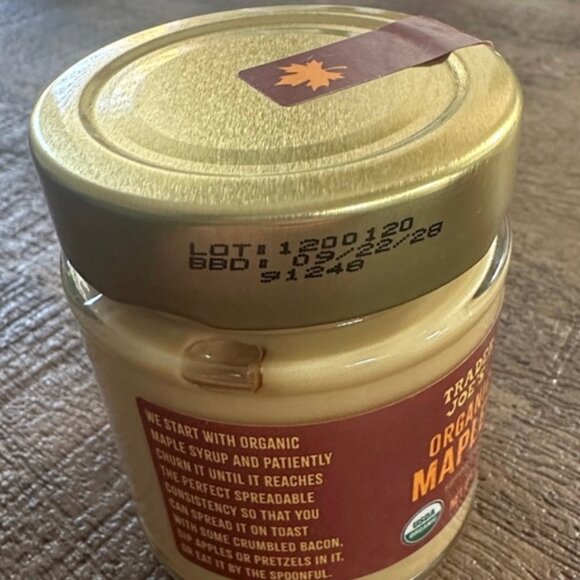 LOT: 1200120
BBD: 09/22/28
91248
WE START WITH ORGANIC
MAPLE SYRUP AND PATIENTLY
CHURN IT UNTIL IT REACHES
THE PERFECT SPREADABLE
CONSISTENCY SO THAT YOU
CAN SPREAD IT ON TOAST
WITH SOME CRUMBLED BACON,
DIP APPLES OR PRETZELS IN IT,
OR EAT IT BY THE SPOONFUL.
TRADER
JOE'S
ORGAN
MAPLE
USDA
ORGANIC